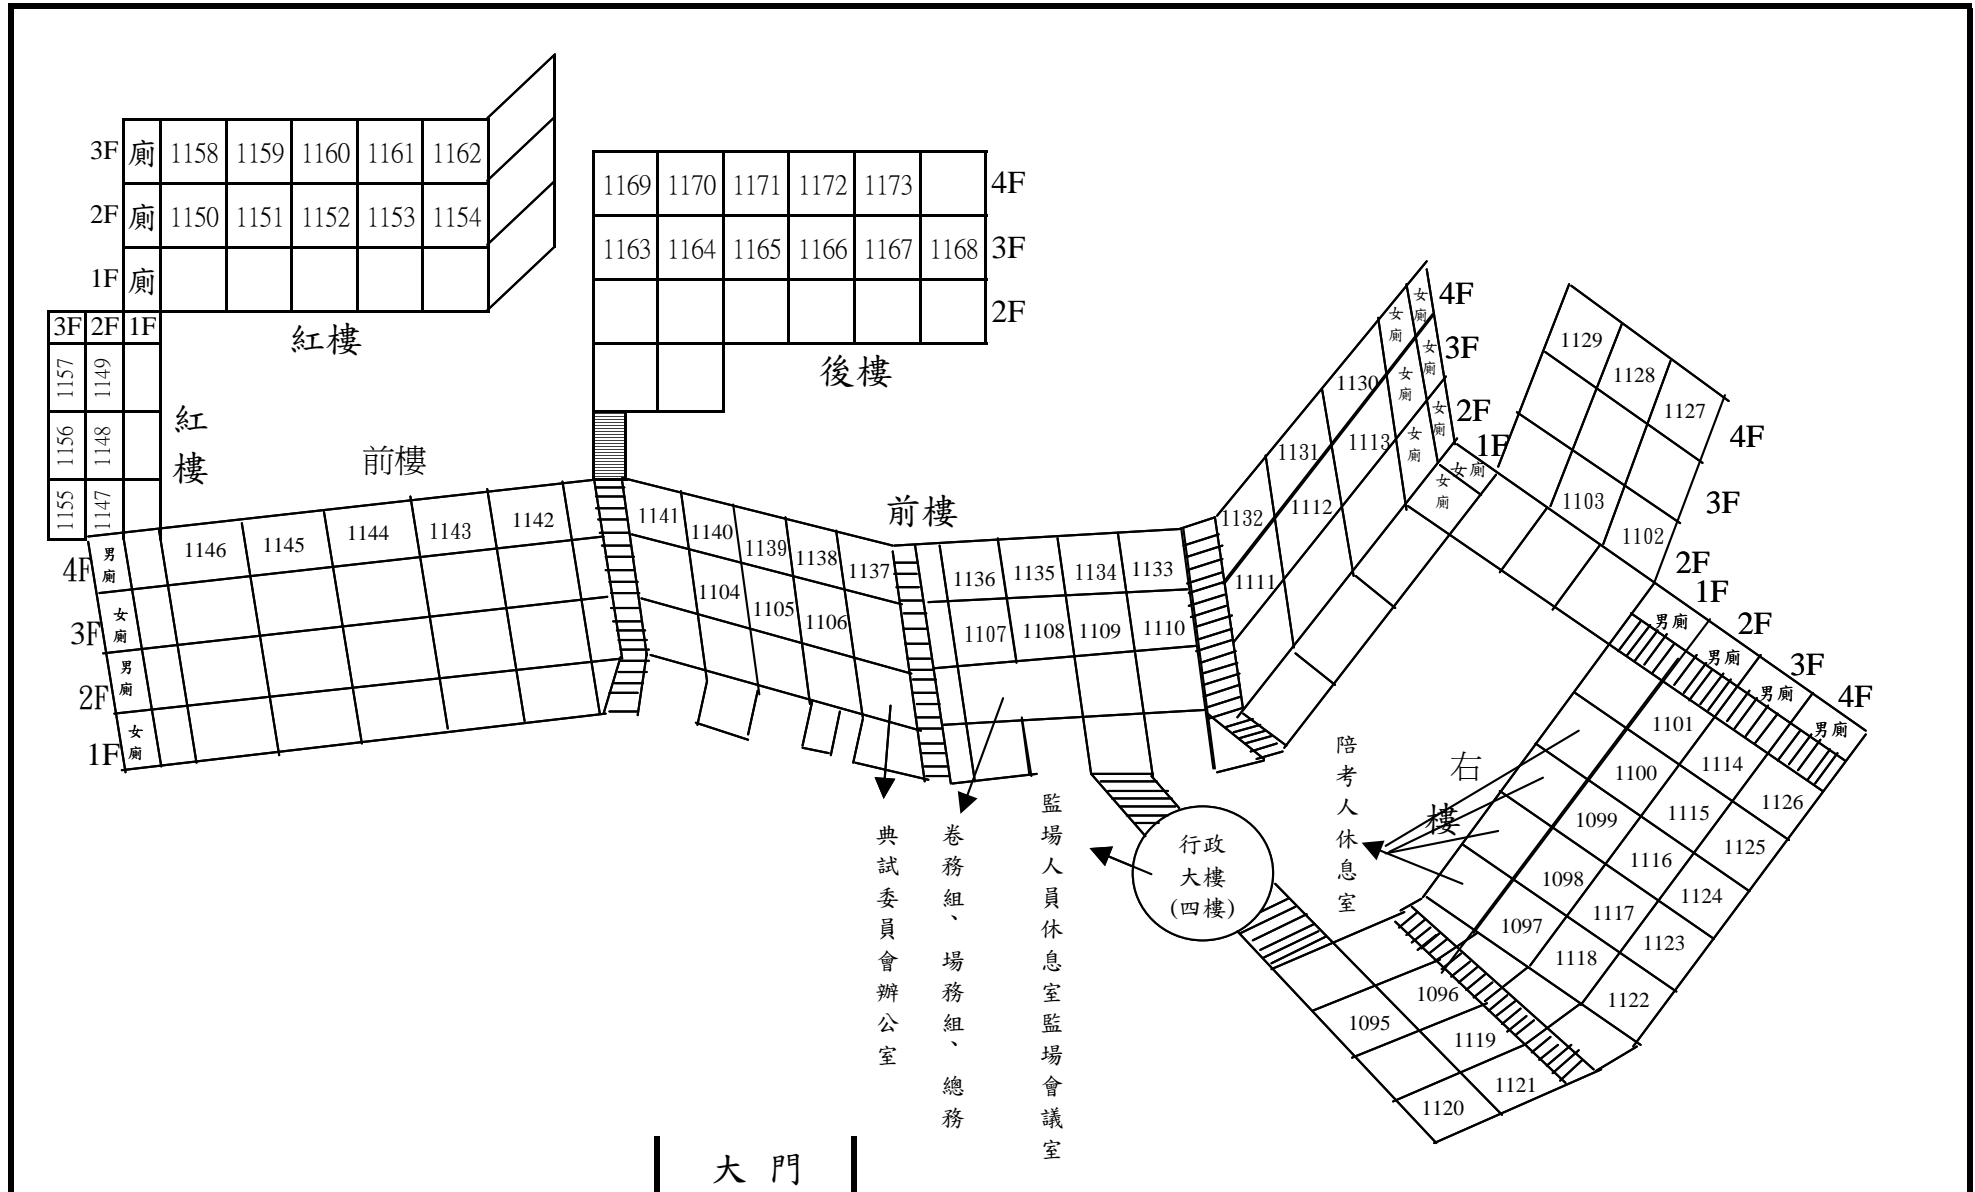 3F 廁 1158 1159 1160 1161 1162
2F 廁 1150 1151 1152 1153 1154
1F 廁
紅樓
3F 2F 1F
1157 1149
1156 1148
1155 1147
紅樓
1169 1170 1171 1172 1173 4F
1163 1164 1165 1166 1167 1168 3F
2F
後樓
前樓
4F 男廁 1146 1145 1144 1143 1142
3F 女廁
2F 男廁
1F 女廁
前樓
1141 1140 1139 1138 1137
1104 1105 1106
1136 1135 1134 1133
1107 1108 1109 1110
1132 1131 1130 女廁 女廁 4F
1111 1112 1113 女廁 女廁 3F
女廁 女廁 2F
女廁 女廁 1F
1129 1128 1127 4F
3F
1103 1102 2F
1F
男廁 2F
男廁 3F
男廁 4F
男廁
1101 1100 1099 1098 1097
1114 1115 1116 1117 1118
1126 1125 1124 1123 1122
1096 1095
1119
1121 1120
右樓
陪考人休息室
行政
大樓
(四樓)
監場人員休息室監場會議室
卷務組、場務組、總務
典試委員會辦公室
大門